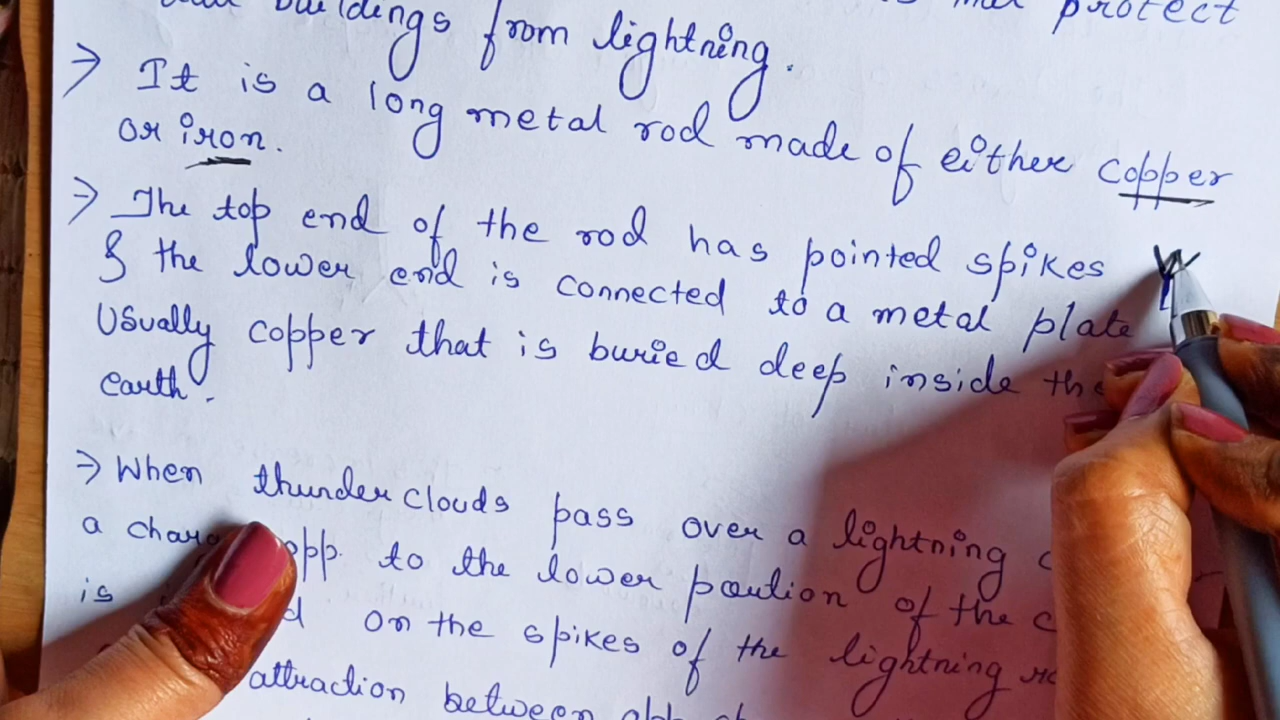 buildings from lightning. protect
→ It is a long metal rod made of either copper
or iron.
→ The top end of the rod has pointed spikes
& the lower end is connected to a metal plate
Usually copper that is buried deep inside the
earth.
→ When thunder clouds pass over a lightning
a opp. to the lower portion of the
is on the spikes of the lightning
attraction between